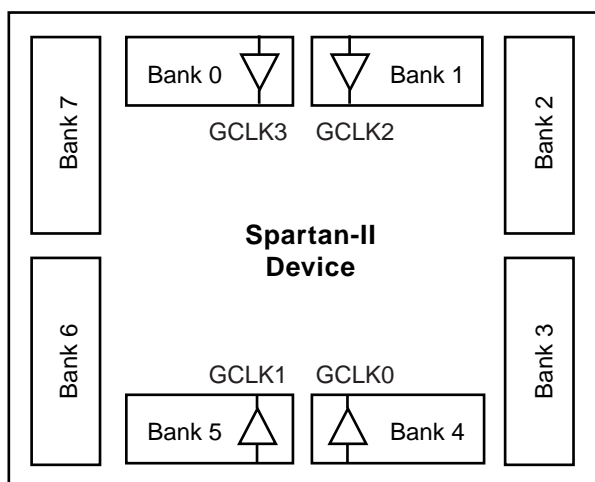 Bank 0
Bank 1
Bank 7
Bank 2
GCLK3
GCLK2
Spartan-II
Device
Bank 6
Bank 3
GCLK1
GCLK0
Bank 5
Bank 4